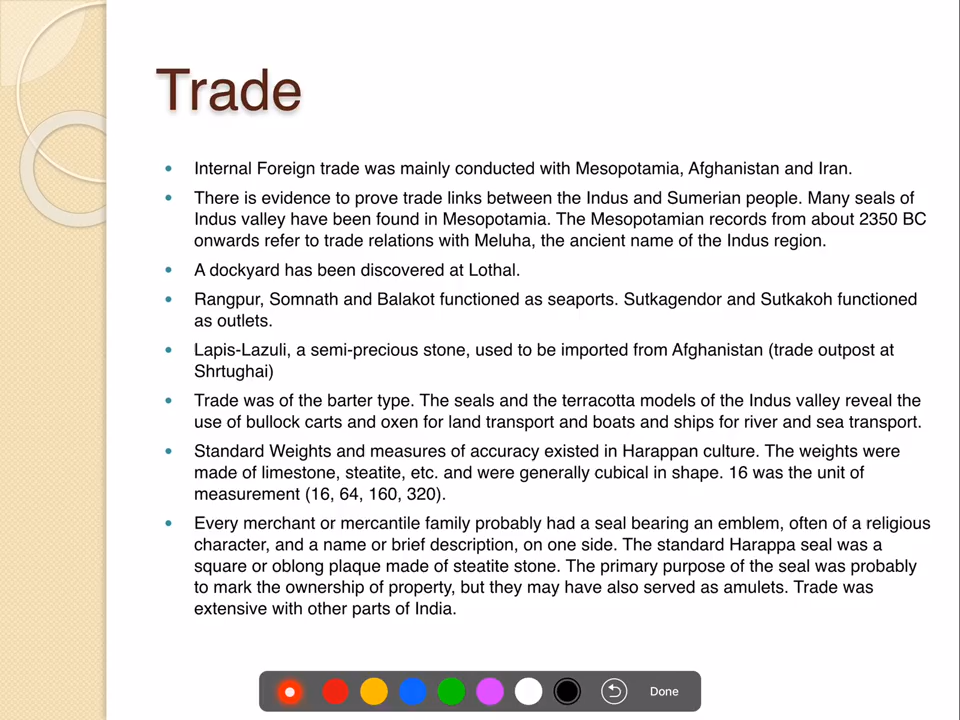 Trade
• Internal Foreign trade was mainly conducted with Mesopotamia, Afghanistan and Iran.
• There is evidence to prove trade links between the Indus and Sumerian people. Many seals of
Indus valley have been found in Mesopotamia. The Mesopotamian records from about 2350 BC
onwards refer to trade relations with Meluha, the ancient name of the Indus region.
• A dockyard has been discovered at Lothal.
• Rangpur, Somnath and Balakot functioned as seaports. Sutkagendor and Sutkakoh functioned
as outlets.
• Lapis-Lazuli, a semi-precious stone, used to be imported from Afghanistan (trade outpost at
Shrtughai)
• Trade was of the barter type. The seals and the terracotta models of the Indus valley reveal the
use of bullock carts and oxen for land transport and boats and ships for river and sea transport.
• Standard Weights and measures of accuracy existed in Harappan culture. The weights were
made of limestone, steatite, etc. and were generally cubical in shape. 16 was the unit of
measurement (16, 64, 160, 320).
• Every merchant or mercantile family probably had a seal bearing an emblem, often of a religious
character, and a name or brief description, on one side. The standard Harappa seal was a
square or oblong plaque made of steatite stone. The primary purpose of the seal was probably
to mark the ownership of property, but they may have also served as amulets. Trade was
extensive with other parts of India.
Done